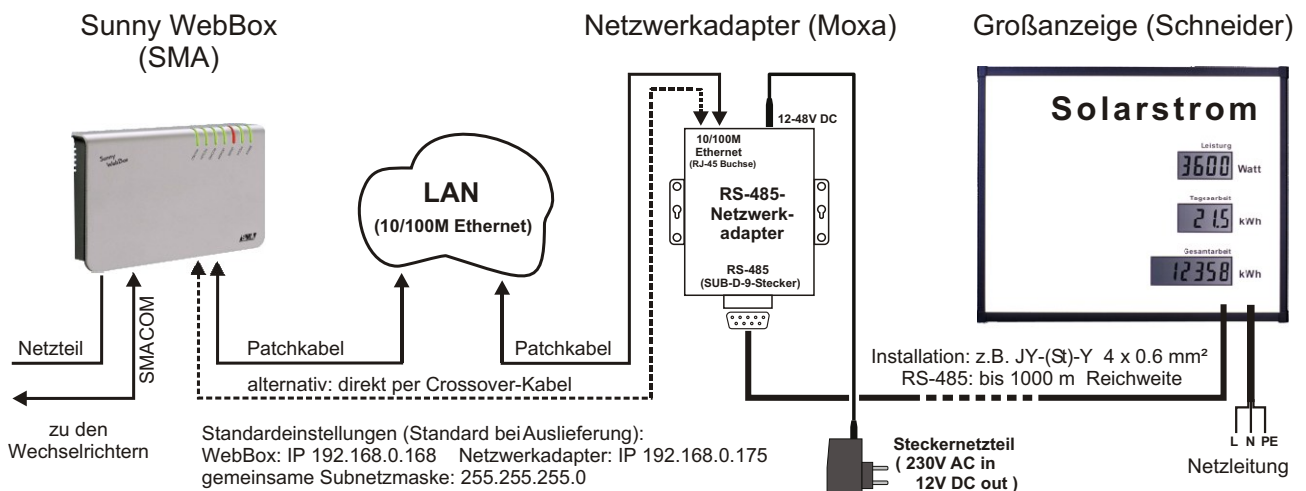 Sunny WebBox
(SMA)
Netzwerkadapter (Moxa)
Großanzeige (Schneider)
12-48V DC
10/100M
Ethernet
(RJ-45 Buchse)
RS-485-
Netzwerk-
adapter
RS-485
(SUB-D-9-Stecker)
Sunny
WebBox
LAN
(10/100M Ethernet)
Solarstrom
Leistung
3600 Watt
Tagesarbeit
21.5 kWh
Gesamtarbeit
12358 kWh
Netzteil
SMACOM
Patchkabel
Patchkabel
alternativ: direkt per Crossover-Kabel
Installation: z.B. JY-(St)-Y 4 x 0.6 mm²
RS-485: bis 1000 m Reichweite
zu den
Wechselrichtern
Standardeinstellungen (Standard bei Auslieferung):
WebBox: IP 192.168.0.168 Netzwerkadapter: IP 192.168.0.175
gemeinsame Subnetzmaske: 255.255.255.0
Steckernetzteil
( 230V AC in
12V DC out )
L N PE
Netzleitung